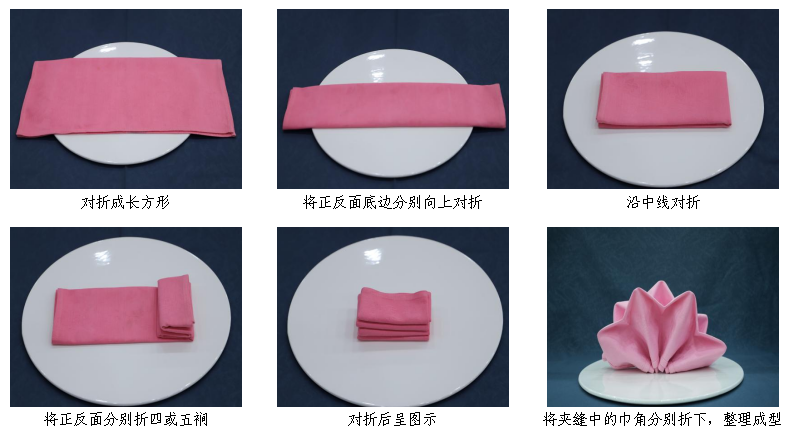 对折成长方形
将正反面底边分别向上对折
沿中线对折
将正反面分别折四或五裥
对折后呈图示
将夹缝中的巾角分别折下，整理成型